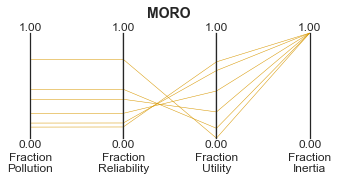 MORO
1.00 1.00 1.00 1.00
0.00 0.00 0.00 0.00
Fraction Fraction Fraction Fraction
Pollution Reliability Utility Inertia